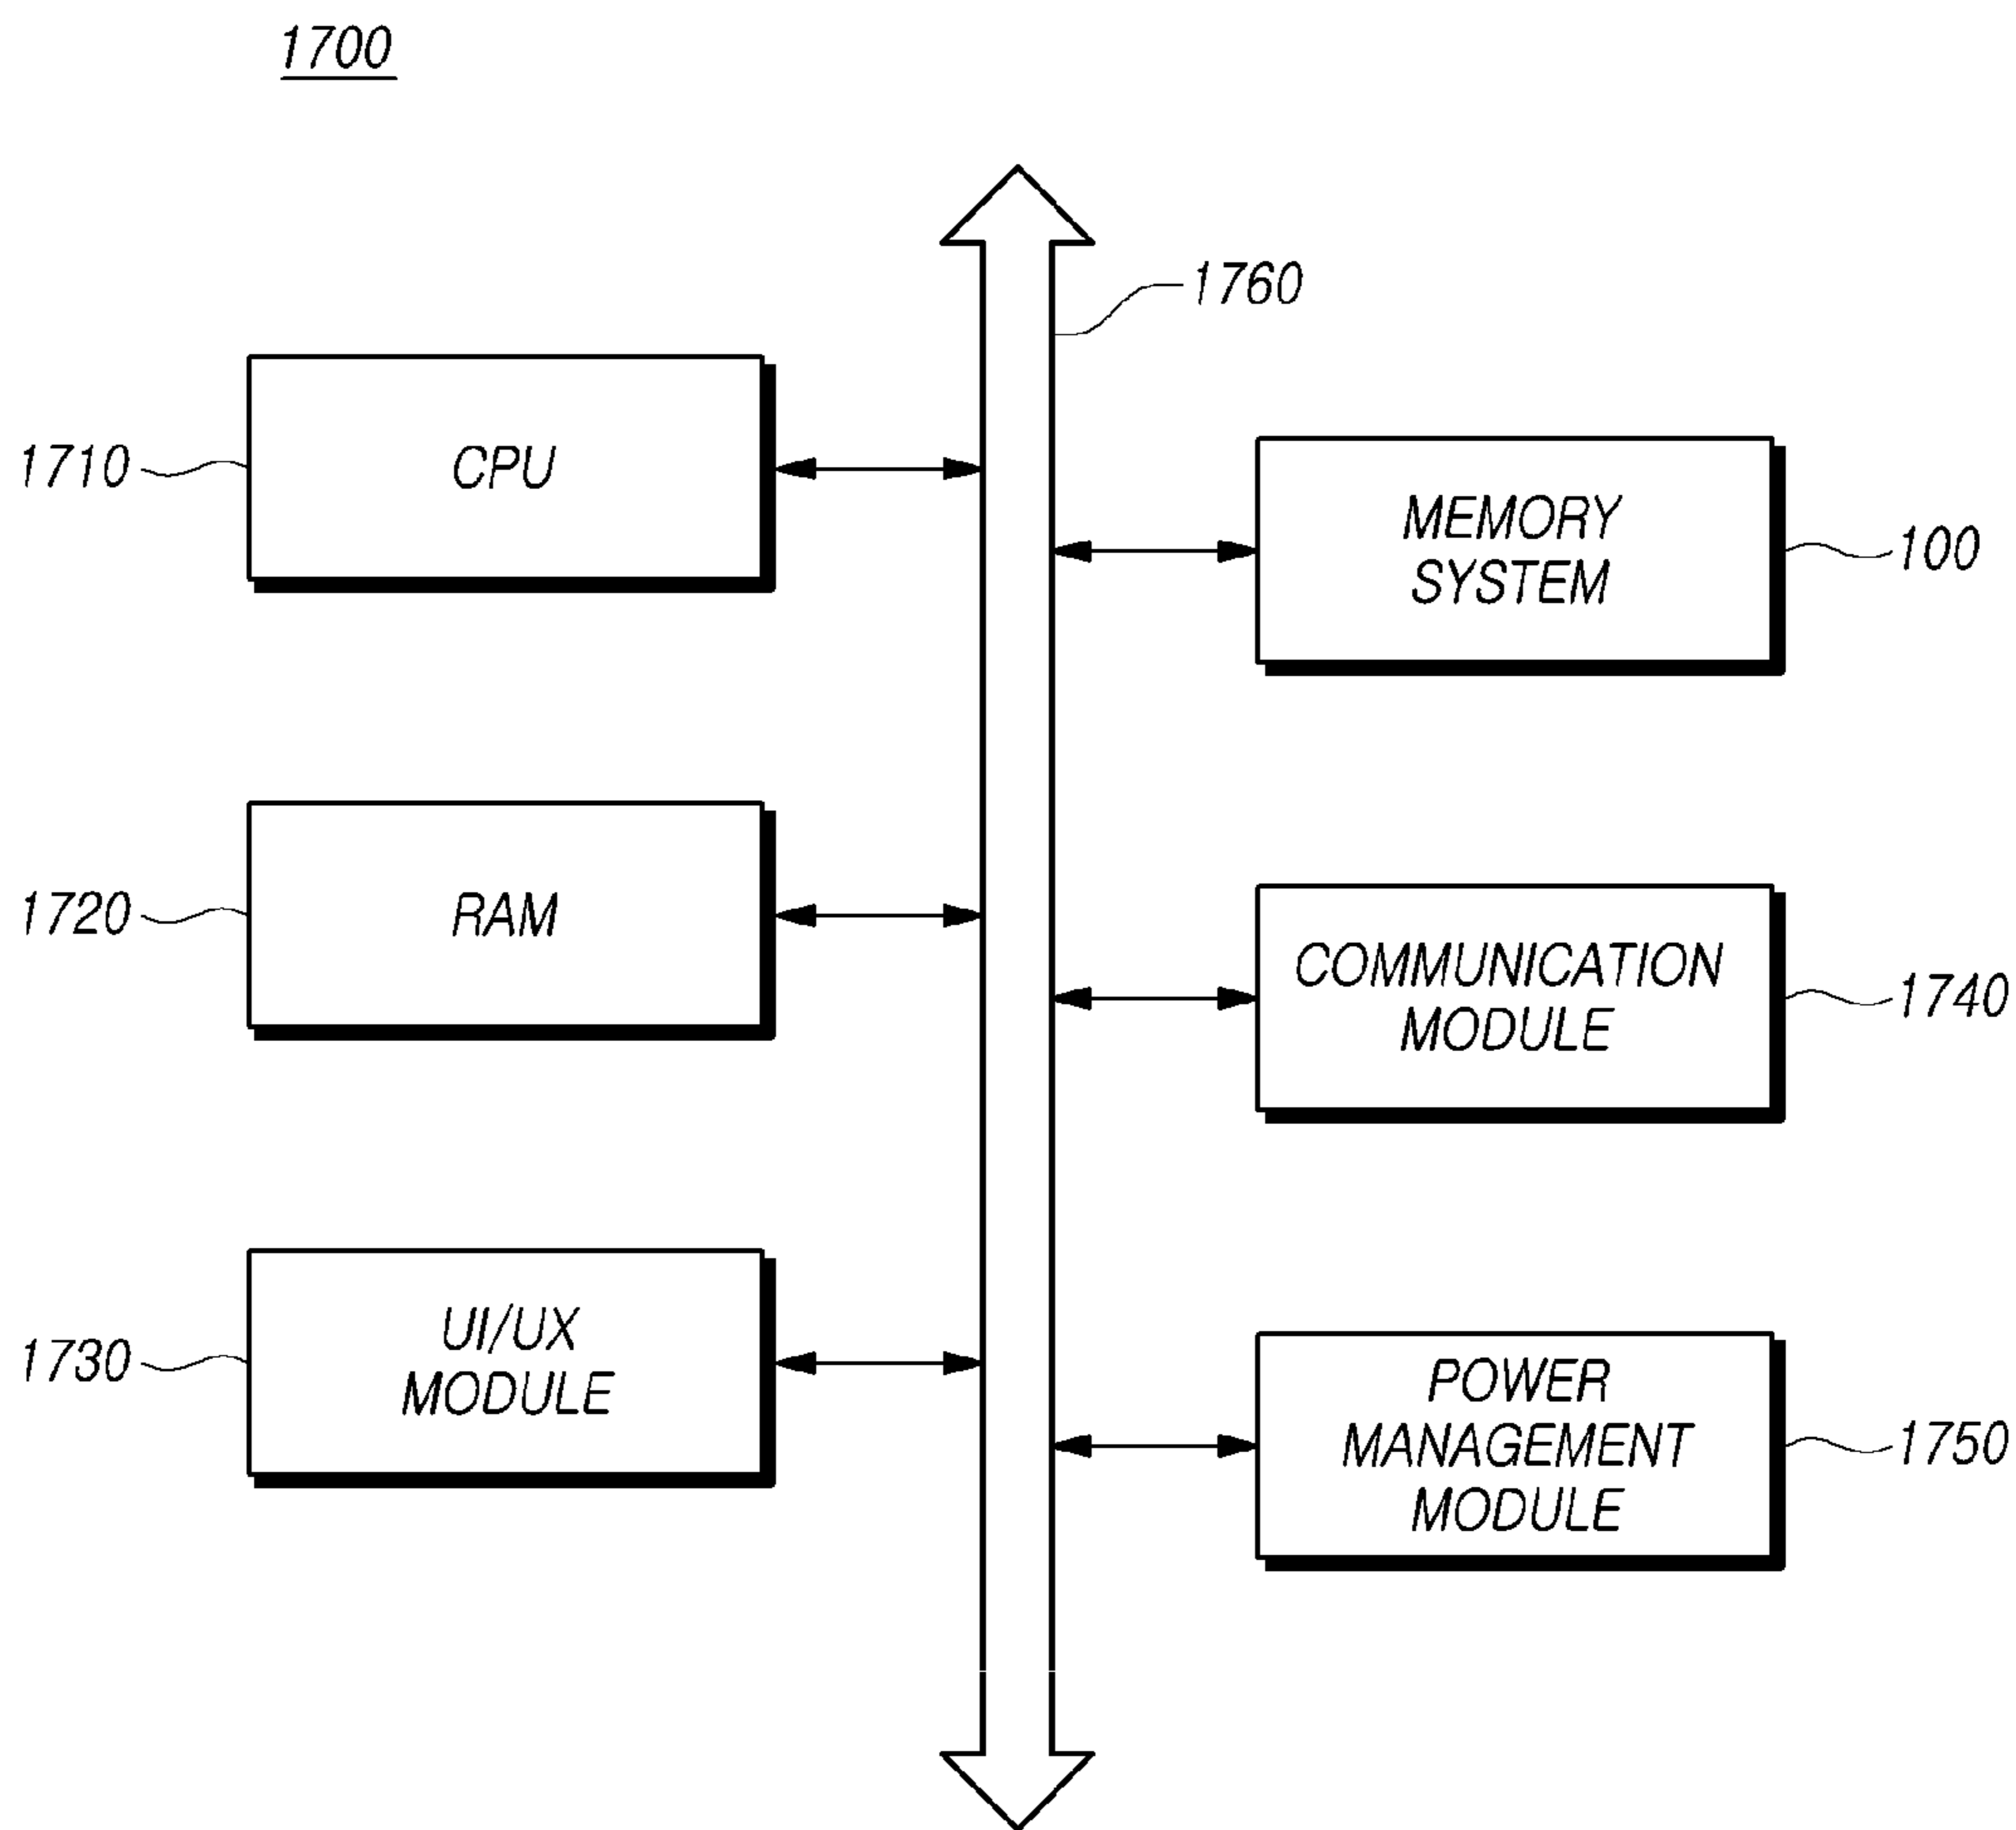 1700
1760
1710
CPU
MEMORY
SYSTEM
100
1720
RAM
COMMUNICATION
MODULE
1740
1730
UI/UX
MODULE
POWER
MANAGEMENT
MODULE
1750